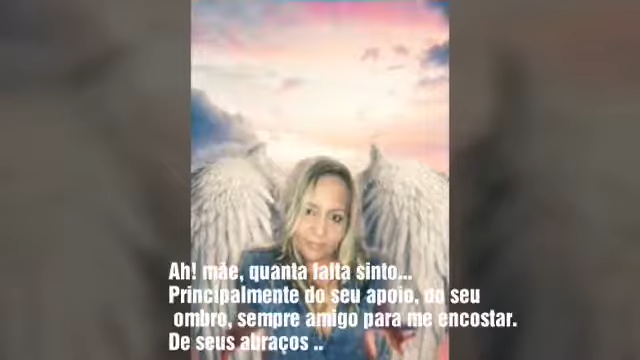 Ah! mãe, quanta falta sinto...
Principalmente do seu apoio, do seu
ombro, sempre amigo para me encostar.
De seus abraços ..